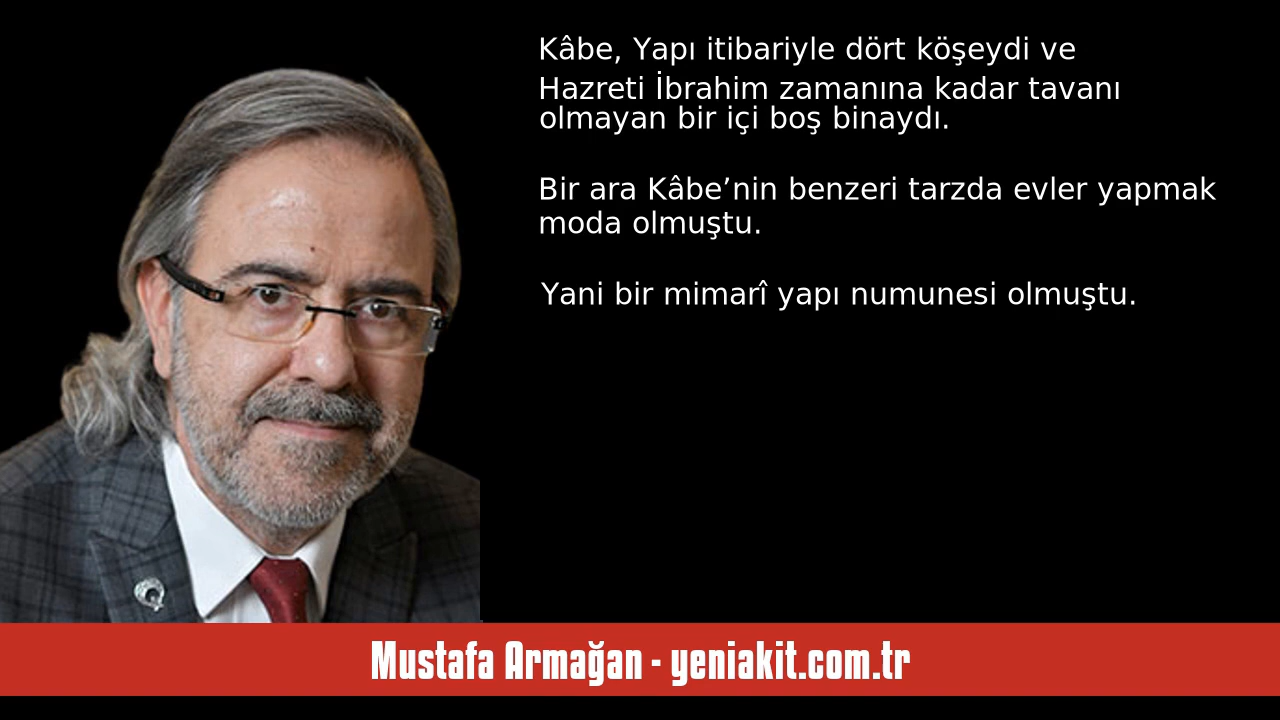 Kâbe, Yapı itibariyle dört köşeydi ve
Hazreti İbrahim zamanına kadar tavanı
olmayan bir içi boş binaydı.
Bir ara Kâbe’nin benzeri tarzda evler yapmak
moda olmuştu.
Yani bir mimarî yapı numunesi olmuştu.
Mustafa Armağan - yeniakit.com.tr